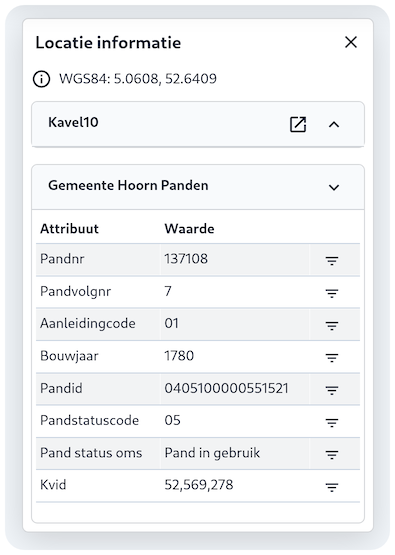 Locatie informatie
WGS84: 5.0608, 52.6409
Kavel10
Gemeente Hoorn Panden
Attribuut Waarde
Pandnr 137108
Pandvolgnr 7
Aanleidingcode 01
Bouwjaar 1780
Pandid 0405100000551521
Pandstatuscode 05
Pand status oms Pand in gebruik
Kvid 52,569,278